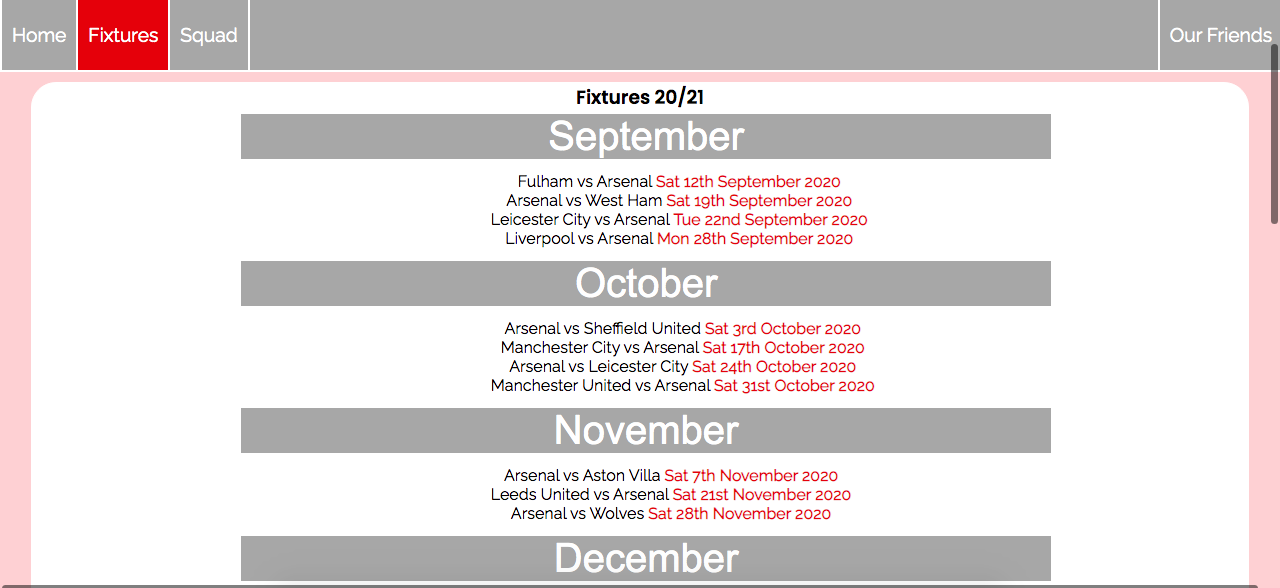 Home Fixtures Squad Our Friends
Fixtures 20/21
September
Fulham vs Arsenal Sat 12th September 2020
Arsenal vs West Ham Sat 19th September 2020
Leicester City vs Arsenal Tue 22nd September 2020
Liverpool vs Arsenal Mon 28th September 2020
October
Arsenal vs Sheffield United Sat 3rd October 2020
Manchester City vs Arsenal Sat 17th October 2020
Arsenal vs Leicester City Sat 24th October 2020
Manchester United vs Arsenal Sat 31st October 2020
November
Arsenal vs Aston Villa Sat 7th November 2020
Leeds United vs Arsenal Sat 21st November 2020
Arsenal vs Wolves Sat 28th November 2020
December